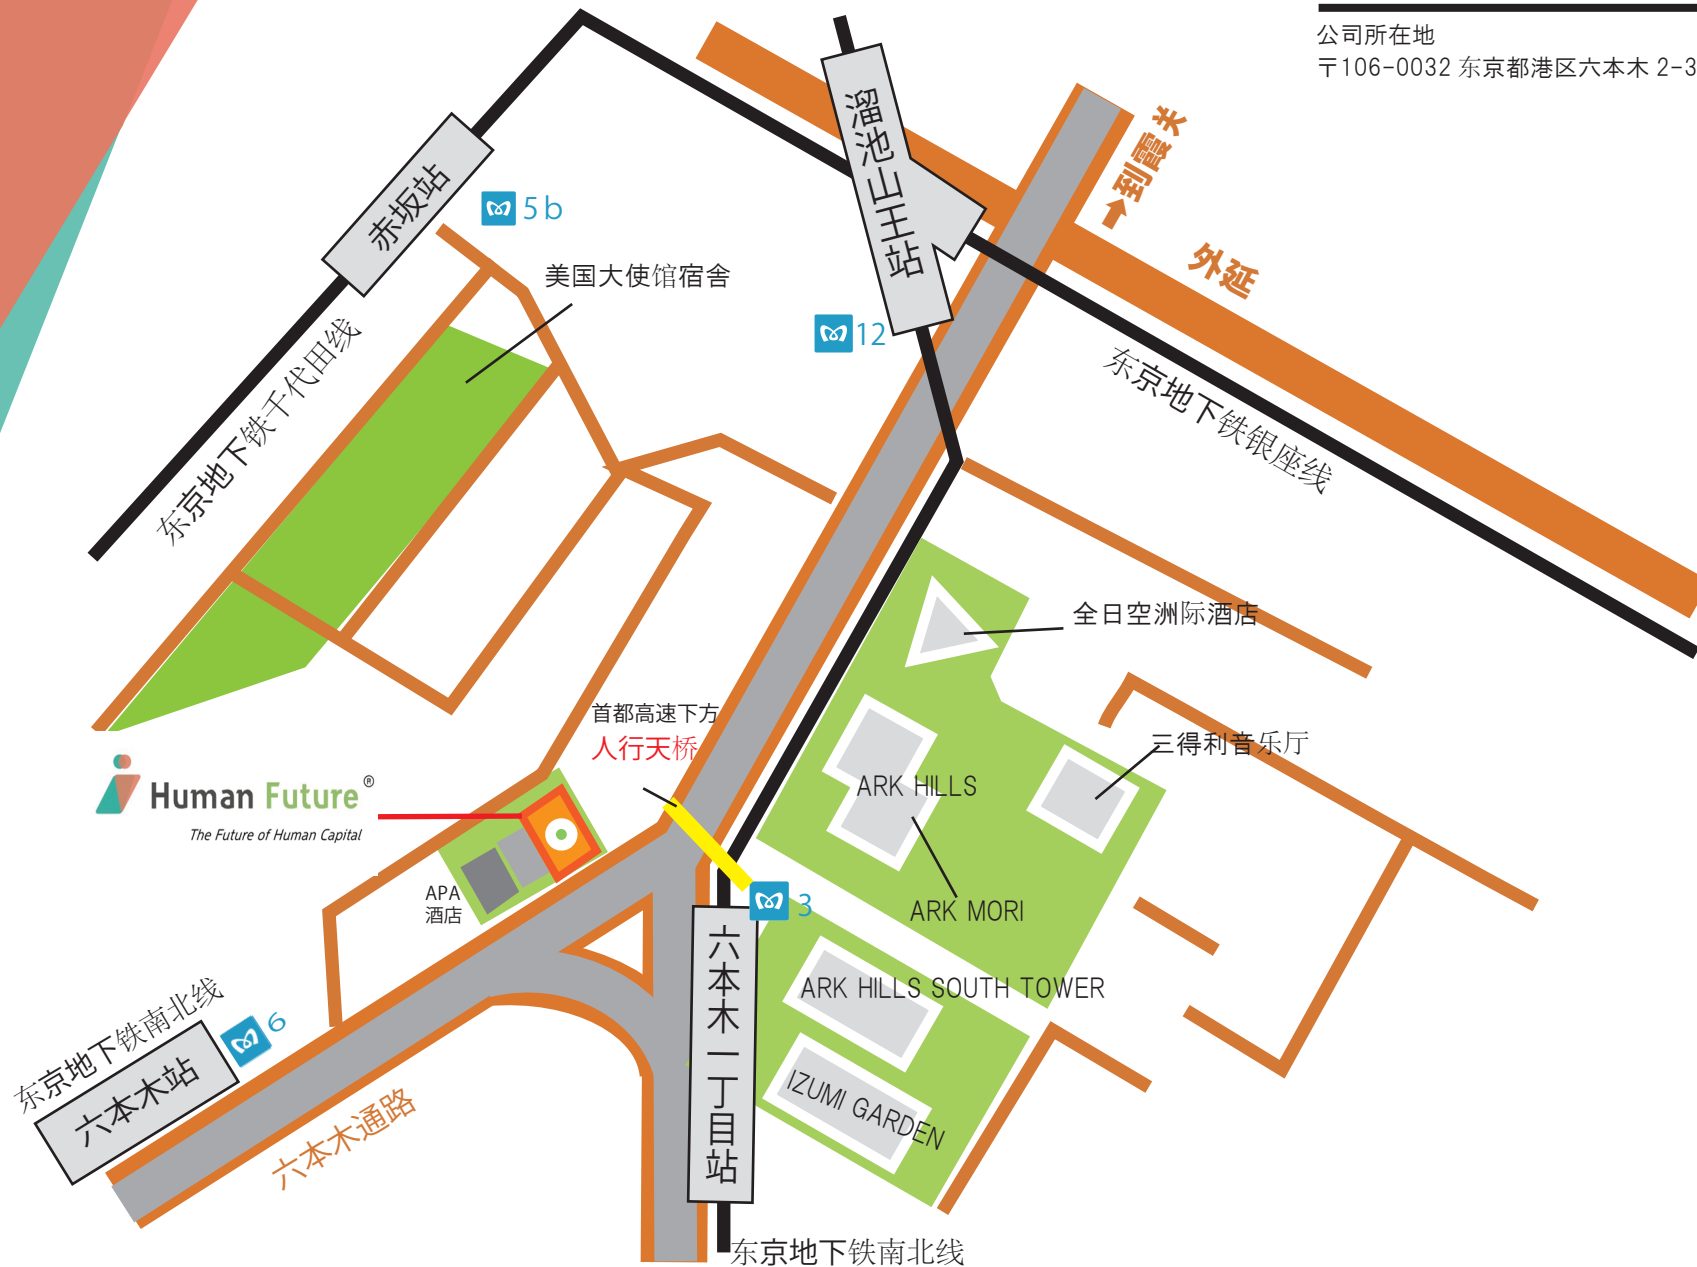 公司所在地
〒106-0032 东京都港区六本木 2-3
溜池山王站
➡到霞关
赤坂站
5b
美国大使馆宿舍
外延
12
东京地下铁千代田线
东京地下铁银座线
全日空洲际酒店
首都高速下方
人行天桥
三得利音乐厅
Human Future®
The Future of Human Capital
ARK HILLS
APA
酒店
3
ARK MORI
六本木一丁目站
ARK HILLS SOUTH TOWER
东京地下铁南北线
6
六本木站
IZUMI GARDEN
六本木通路
东京地下铁南北线